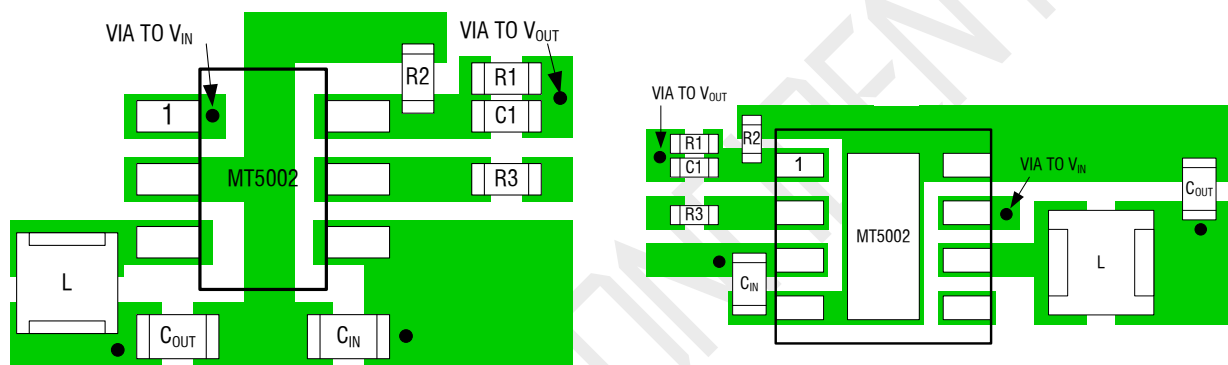 VIA TO VIN
VIA TO VOUT
R2
R1
C1
1
MT5002
R3
L
COUT
CIN
VIA TO VOUT
R1
R2
C1
1
VIA TO VIN
COUT
R3
MT5002
L
CIN